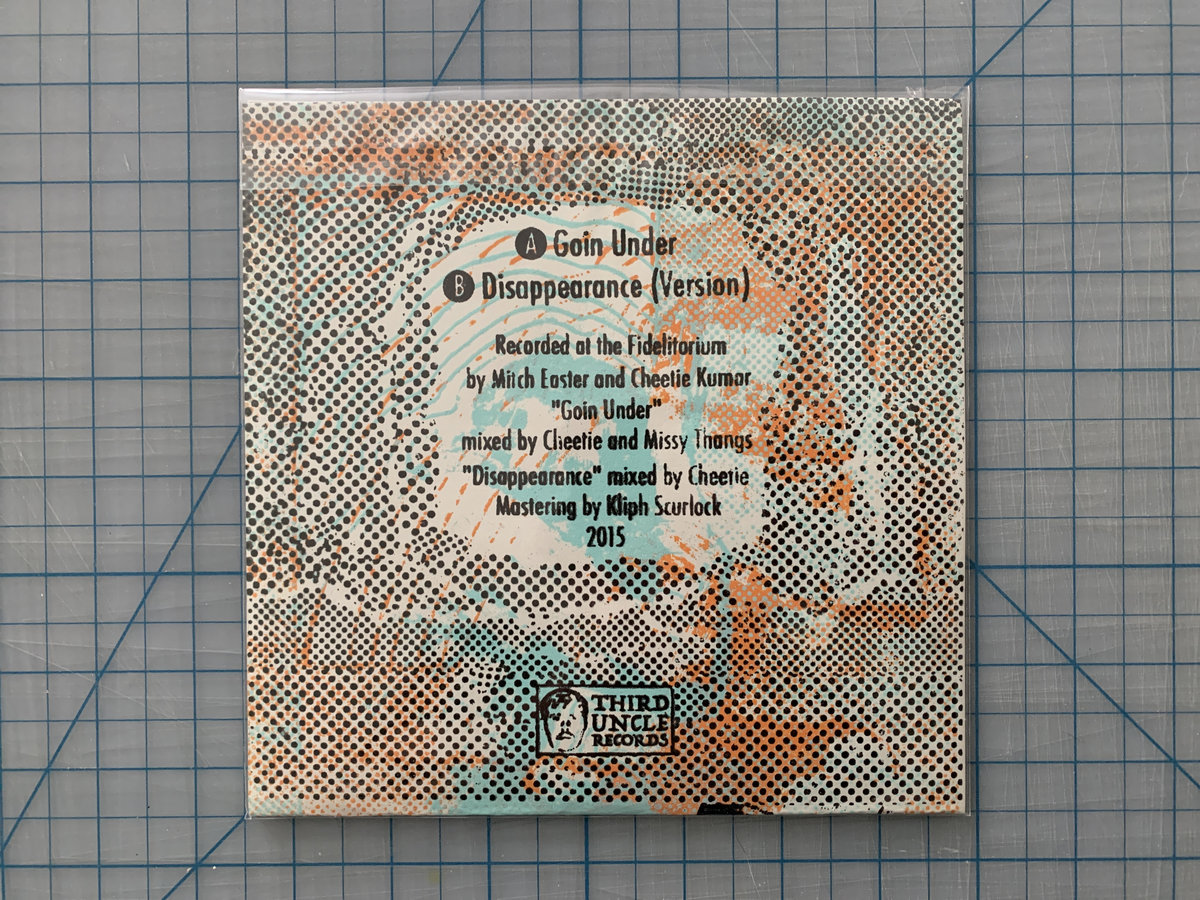 A Goin Under
B Disappearance (Version)
Recorded at the Fidelitorium
by Mitch Easter and Cheetie Kumar
"Goin Under"
mixed by Cheetie and Missy Thangs
"Disappearance" mixed by Cheetie
Mastering by Kliph Scurlock
2015
THIRD
UNCLE
RECORDS